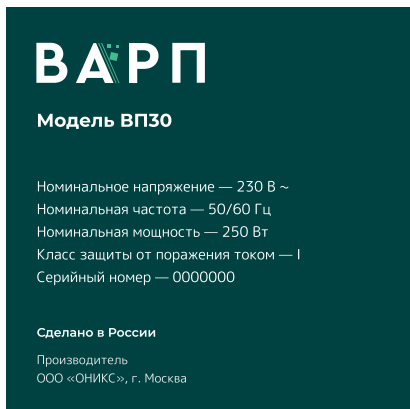 ВАРП
Модель ВП30
Номинальное напряжение — 230 В ~
Номинальная частота — 50/60 Гц
Номинальная мощность — 250 Вт
Класс защиты от поражения током — I
Серийный номер — 0000000
Сделано в России
Производитель
ООО «ОНИКС», г. Москва